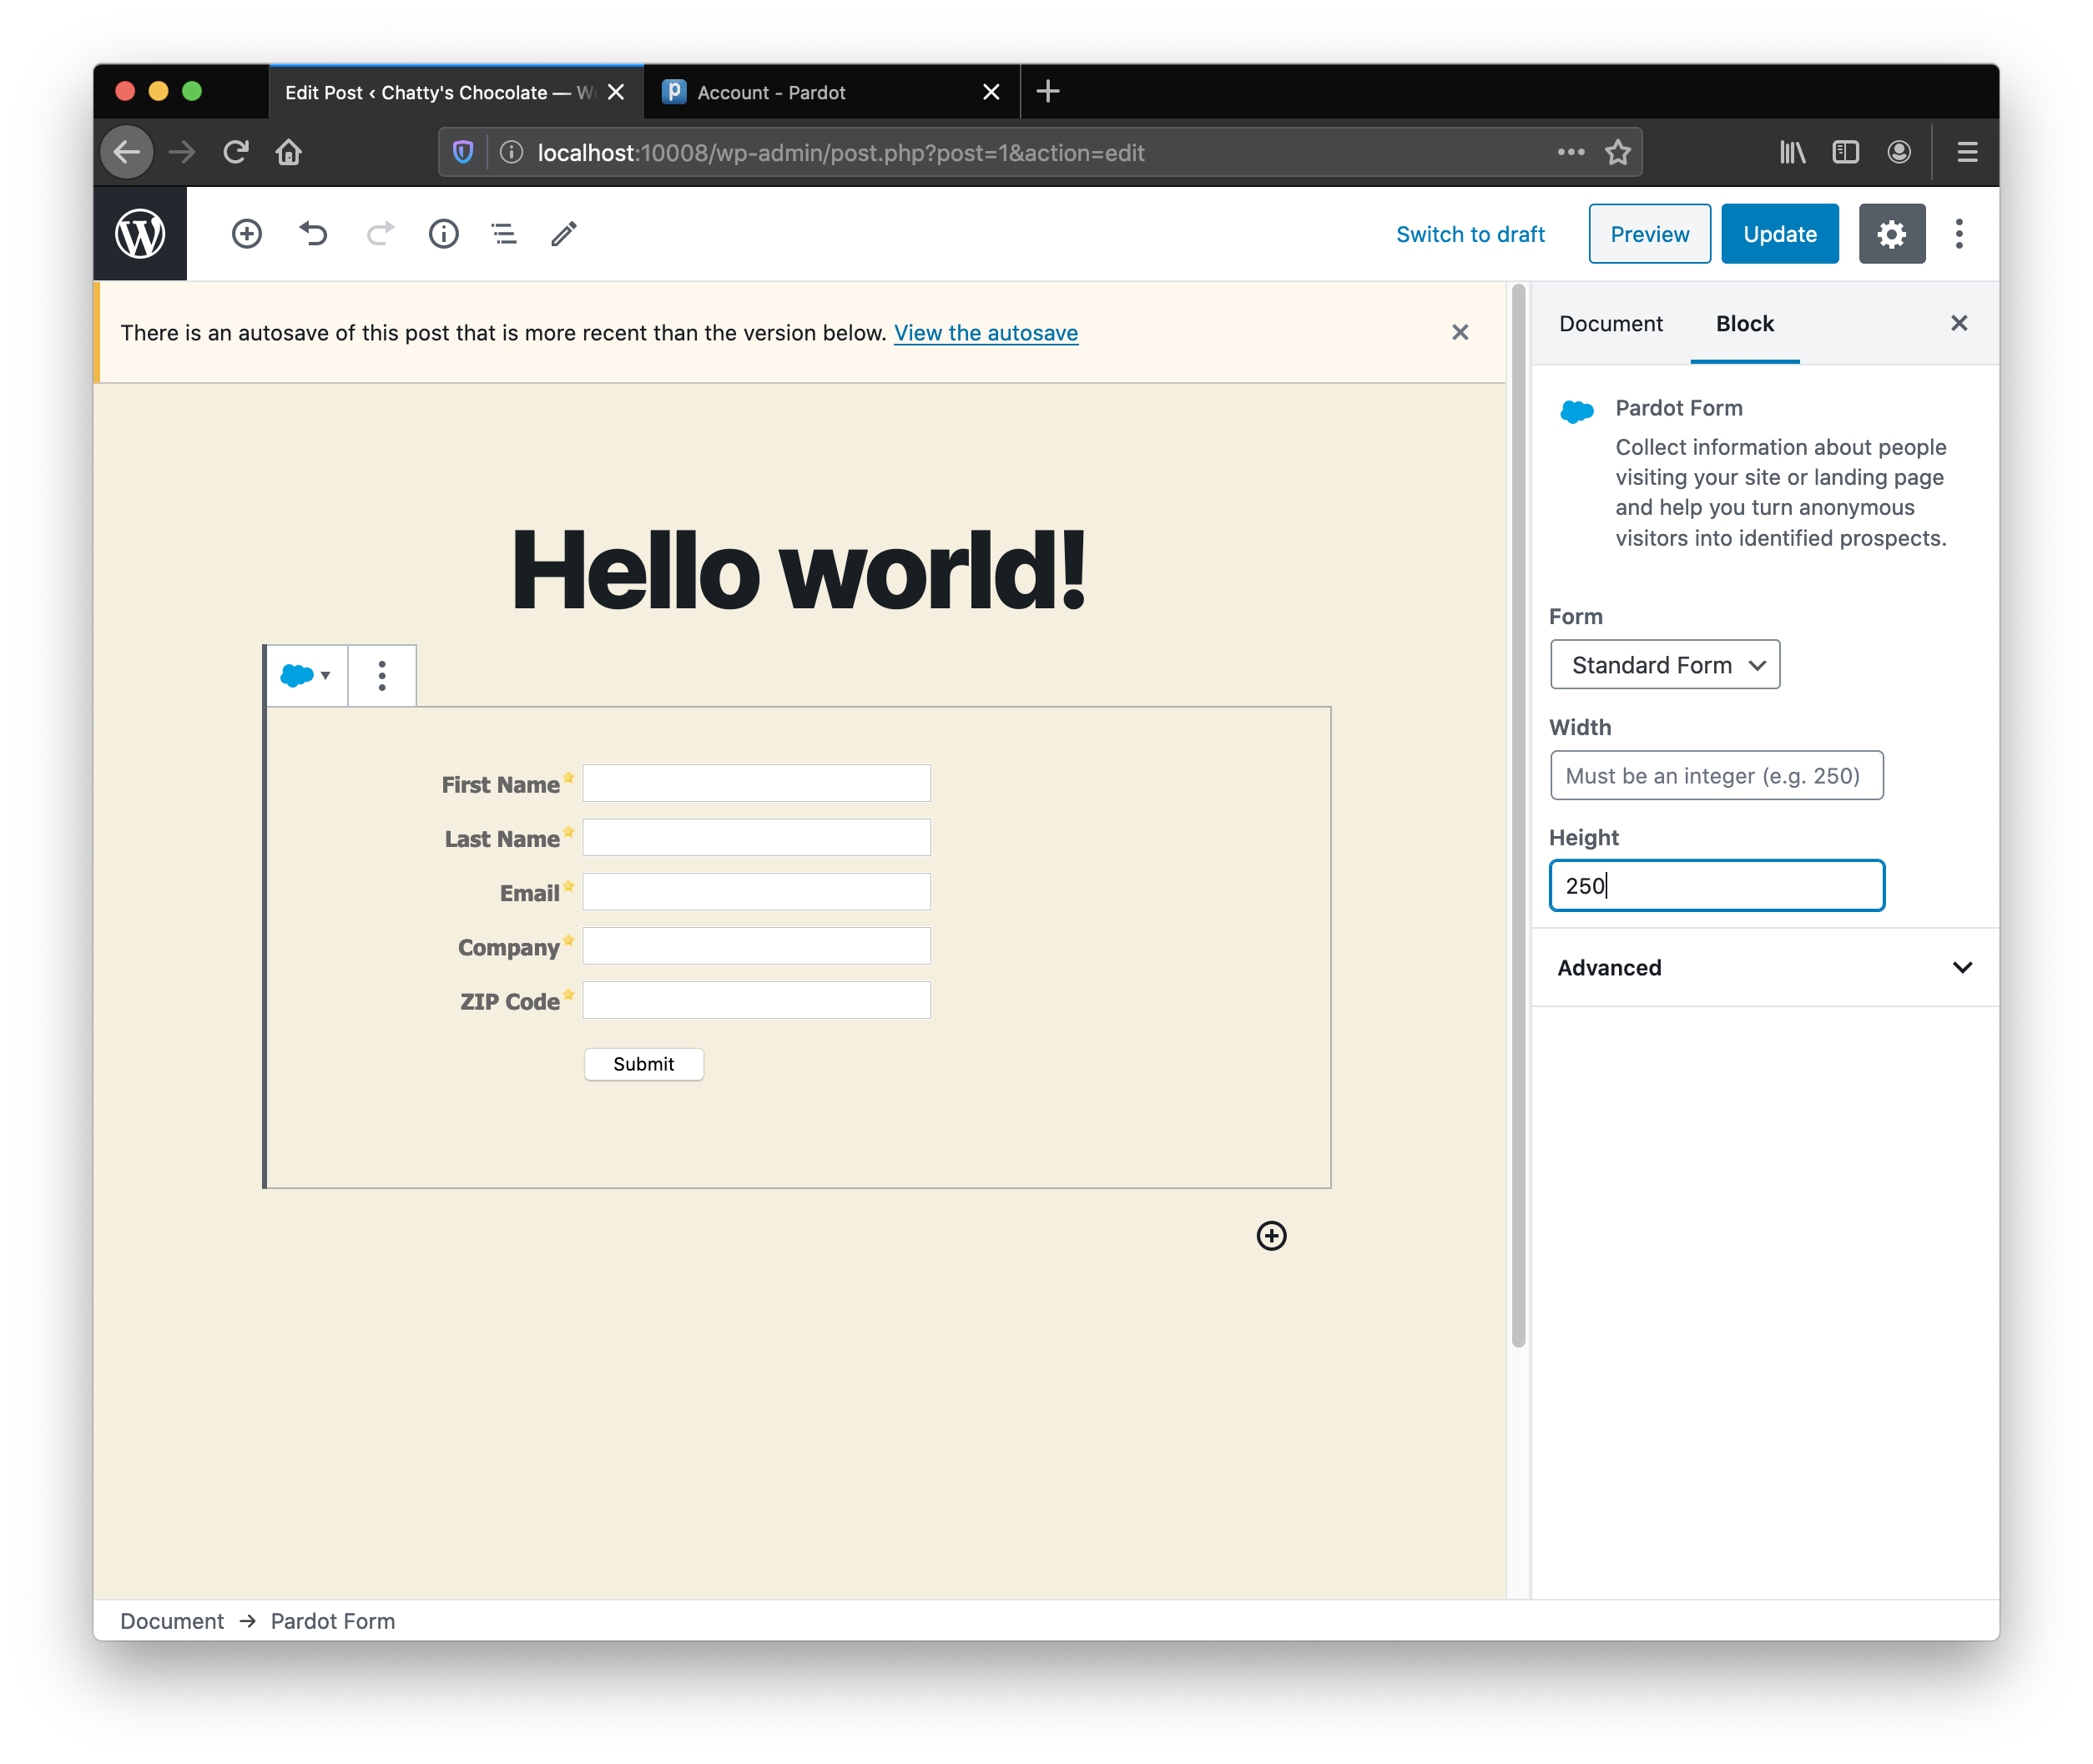 Edit Post ‹ Chatty's Chocolate — W
Account - Pardot
localhost:10008/wp-admin/post.php?post=1&action=edit
Switch to draft
Preview
Update
There is an autosave of this post that is more recent than the version below. View the autosave
Document
Block
Pardot Form
Collect information about people
visiting your site or landing page
and help you turn anonymous
visitors into identified prospects.
Hello world!
Form
Standard Form
Width
Must be an integer (e.g. 250)
Height
250
Advanced
First Name
Last Name
Email
Company
ZIP Code
Submit
Document → Pardot Form